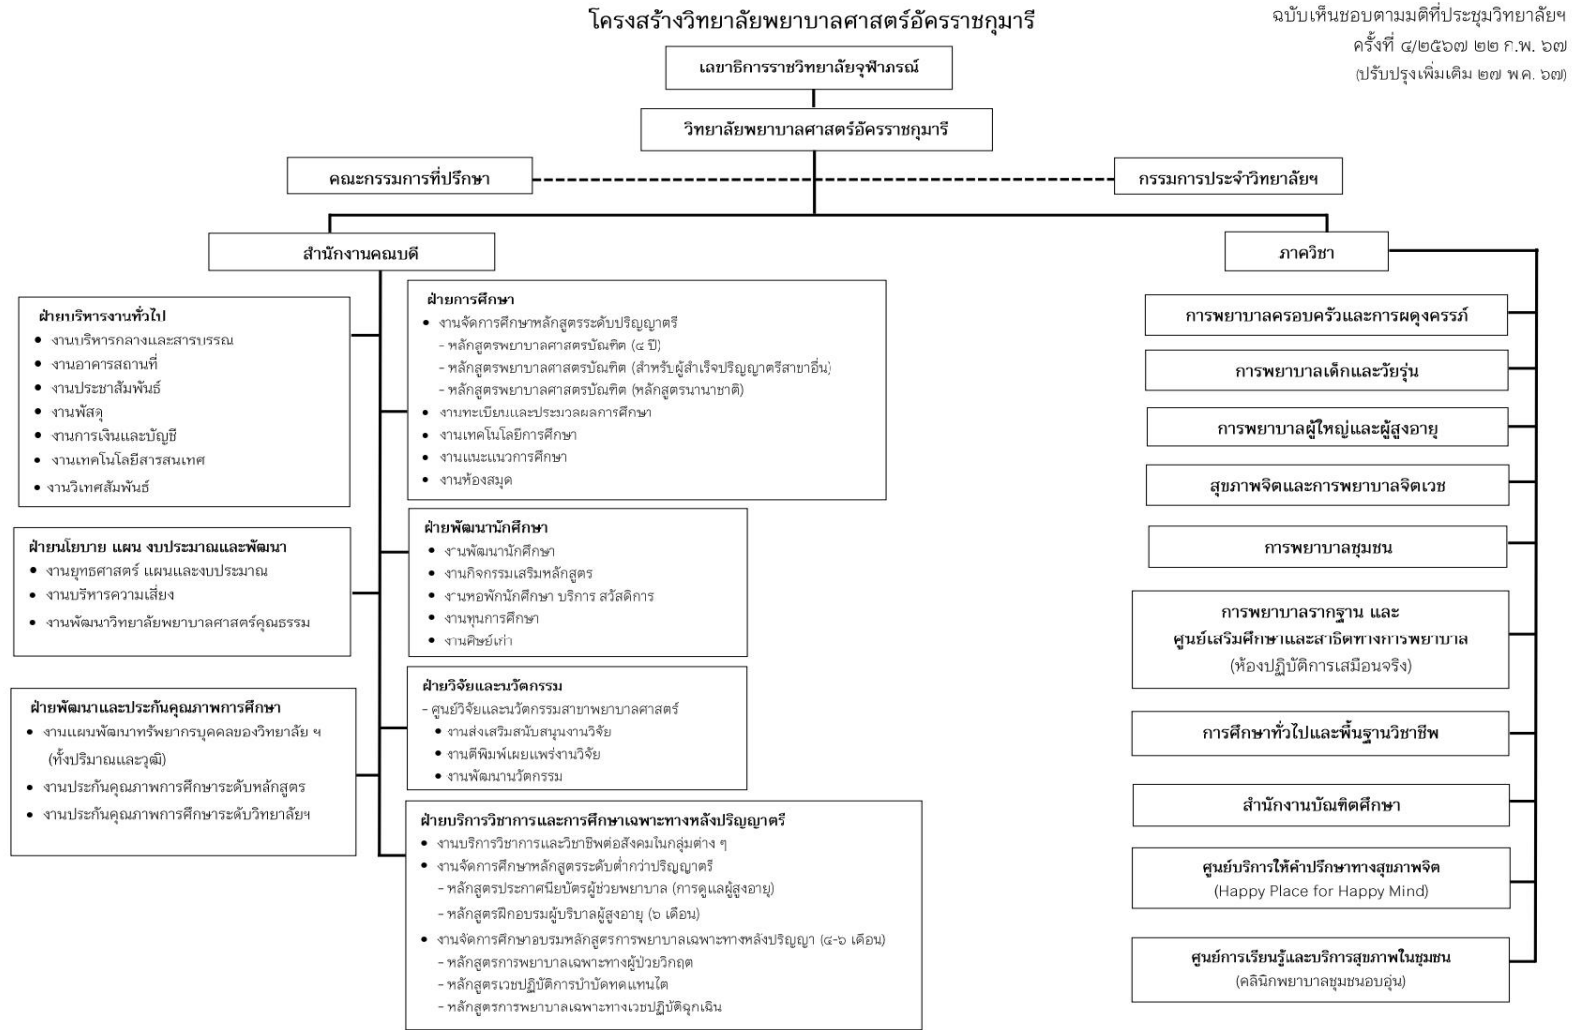 โครงสร้างวิทยาลัยพยาบาลศาสตร์อัครราชกุมารี
ฉบับเห็นชอบตามมติที่ประชุมวิทยาลัยฯ
ครั้งที่ ๔/๒๕๖๗ ๒๒ ก.พ. ๖๗
(ปรับปรุงเพิ่มเติม ๒๗ พ.ค. ๖๗)
เลขาธิการราชวิทยาลัยจุฬาภรณ์
วิทยาลัยพยาบาลศาสตร์อัครราชกุมารี
คณะกรรมการที่ปรึกษา
กรรมการประจำวิทยาลัยฯ
สำนักงานคณบดี
ฝ่ายบริหารงานทั่วไป
• งานบริหารกลางและสารบรรณ
• งานอาคารสถานที่
• งานประชาสัมพันธ์
• งานพัสดุ
• งานการเงินและบัญชี
• งานเทคโนโลยีสารสนเทศ
• งานวิเทศสัมพันธ์
ฝ่ายนโยบาย แผน งบประมาณและพัฒนา
• งานยุทธศาสตร์ แผนและงบประมาณ
• งานบริหารความเสี่ยง
• งานพัฒนาวิทยาลัยพยาบาลศาสตร์คุณธรรม
ฝ่ายพัฒนาและประกันคุณภาพการศึกษา
• งานแผนพัฒนาทรัพยากรบุคคลของวิทยาลัย ฯ
(ทั้งปริมาณและวุฒิ)
• งานประกันคุณภาพการศึกษาระดับหลักสูตร
• งานประกันคุณภาพการศึกษาระดับวิทยาลัยฯ
ฝ่ายการศึกษา
• งานจัดการศึกษาหลักสูตรระดับปริญญาตรี
- หลักสูตรพยาบาลศาสตรบัณฑิต (๔ ปี)
- หลักสูตรพยาบาลศาสตรบัณฑิต (สำหรับผู้สำเร็จปริญญาตรีสาขาอื่น)
- หลักสูตรพยาบาลศาสตรบัณฑิต (หลักสูตรนานาชาติ)
• งานทะเบียนและประมวลผลการศึกษา
• งานเทคโนโลยีการศึกษา
• งานแนะแนวการศึกษา
• งานห้องสมุด
ฝ่ายพัฒนานักศึกษา
• งานพัฒนานักศึกษา
• งานกิจกรรมเสริมหลักสูตร
• งานหอพักนักศึกษา บริการ สวัสดิการ
• งานทุนการศึกษา
• งานศิษย์เก่า
ฝ่ายวิจัยและนวัตกรรม
- ศูนย์วิจัยและนวัตกรรมสาขาพยาบาลศาสตร์
• งานส่งเสริมสนับสนุนงานวิจัย
• งานตีพิมพ์เผยแพร่งานวิจัย
• งานพัฒนานวัตกรรม
ฝ่ายบริการวิชาการและการศึกษาเฉพาะทางหลังปริญญาตรี
• งานบริการวิชาการและวิชาชีพต่อสังคมในกลุ่มต่าง ๆ
• งานจัดการศึกษาหลักสูตรระดับต่ำกว่าปริญญาตรี
- หลักสูตรประกาศนียบัตรผู้ช่วยพยาบาล (การดูแลผู้สูงอายุ)
- หลักสูตรฝึกอบรมผู้บริบาลผู้สูงอายุ (๖ เดือน)
• งานจัดการศึกษาอบรมหลักสูตรการพยาบาลเฉพาะทางหลังปริญญา (๔-๖ เดือน)
- หลักสูตรการพยาบาลเฉพาะทางผู้ป่วยวิกฤต
- หลักสูตรเวชปฏิบัติการบำบัดทดแทนไต
- หลักสูตรการพยาบาลเฉพาะทางเวชปฏิบัติฉุกเฉิน
ภาควิชา
การพยาบาลครอบครัวและการผดุงครรภ์
การพยาบาลเด็กและวัยรุ่น
การพยาบาลผู้ใหญ่และผู้สูงอายุ
สุขภาพจิตและการพยาบาลจิตเวช
การพยาบาลชุมชน
การพยาบาลรากฐาน และ
ศูนย์เสริมศึกษาและสาธิตทางการพยาบาล
(ห้องปฏิบัติการเสมือนจริง)
การศึกษาทั่วไปและพื้นฐานวิชาชีพ
สำนักงานบัณฑิตศึกษา
ศูนย์บริการให้คำปรึกษาทางสุขภาพจิต
(Happy Place for Happy Mind)
ศูนย์การเรียนรู้และบริการสุขภาพในชุมชน
(คลินิกพยาบาลชุมชนอบอุ่น)